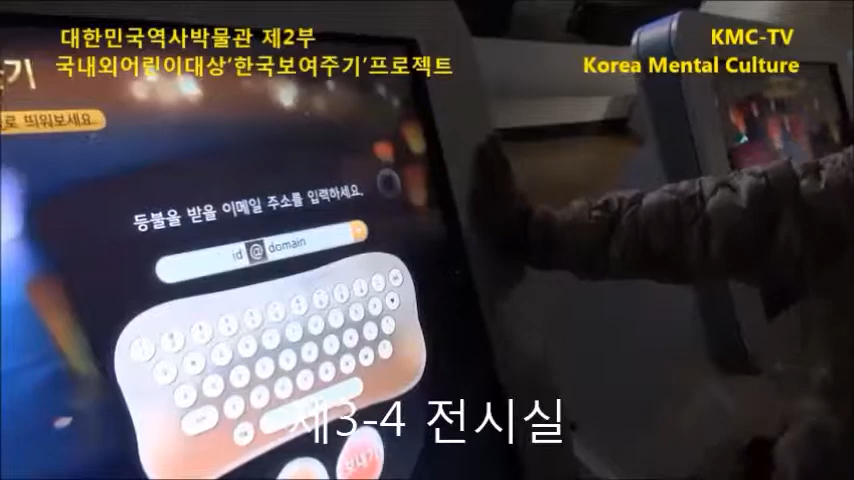 대한민국역사박물관 제2부
국내외어린이대상‘한국보여주기’프로젝트
KMC-TV
Korea Mental Culture
띄워보세요.
등불을 받을 이메일 주소를 입력하세요.
id @ domain
보내기
제3-4 전시실